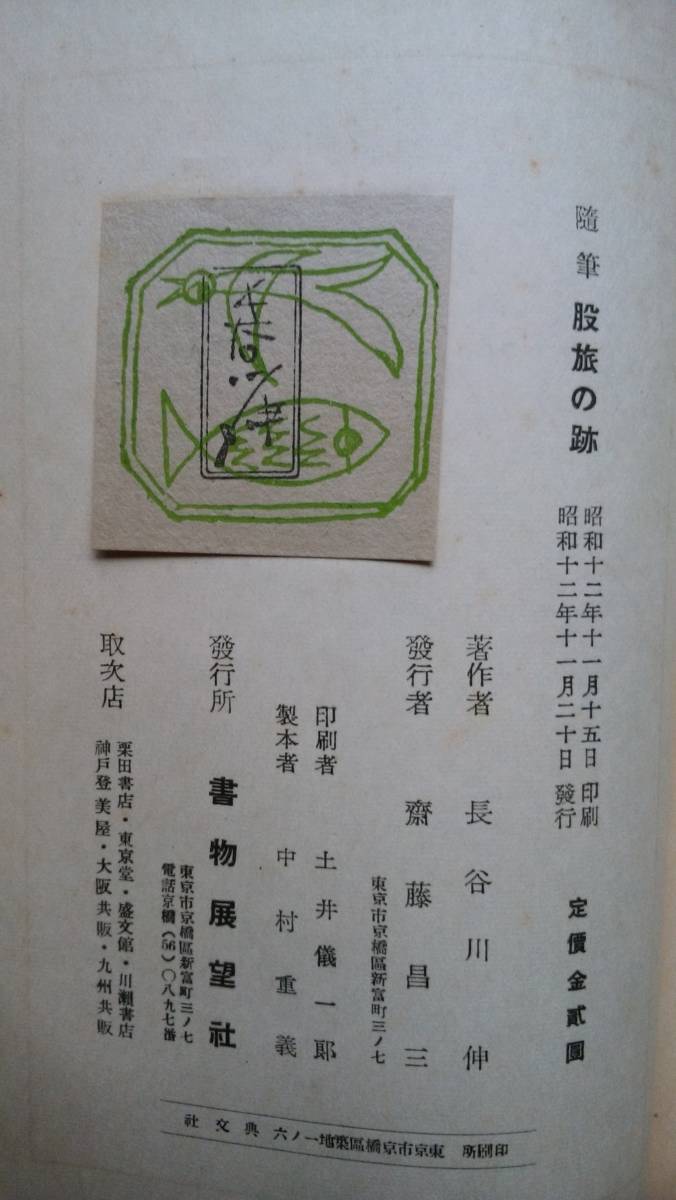 隨筆 股旅の跡
昭和十二年十一月十五日 印刷
昭和十二年十一月二十日 發行
定價金貳圓
著作者 長谷川伸
發行者 齋藤昌三
東京市京橋區新富町三ノ七
印刷者 土井儀一郎
製本者 中村重義
發行所 書物展望社
東京市京橋區新富町三ノ七
電話京橋(56)〇八九七番
取次店
栗田書店・東京堂・盛文館・川瀨書店
神戸登美屋・大阪共販・九州共販
印刷所 東京市京橋區築地一ノ六 典文社